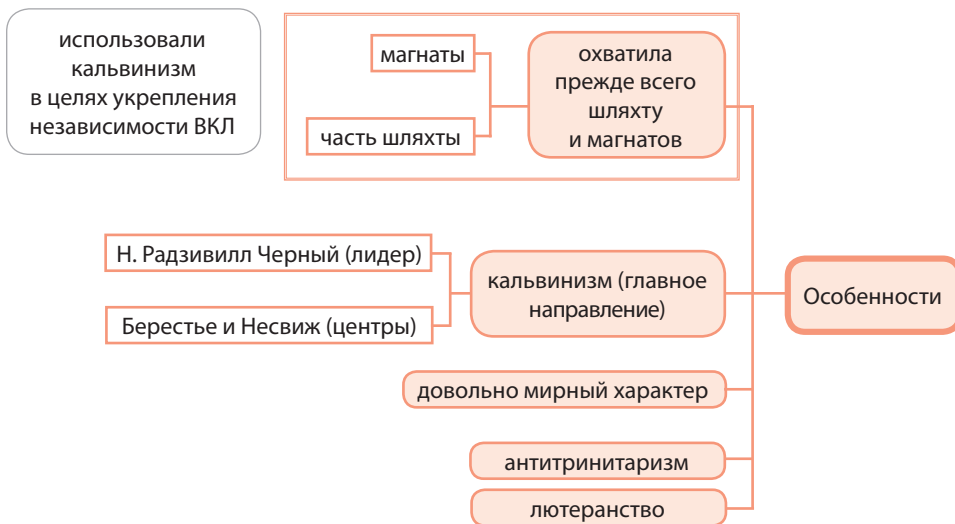 использовали
кальвинизм
в целях укрепления
независимости ВКЛ
магнаты
часть шляхты
охватила
прежде всего
шляхту
и магнатов
Н. Радзивилл Черный (лидер)
Берестье и Несвиж (центры)
кальвинизм (главное
направление)
Особенности
довольно мирный характер
антитринитаризм
лютеранство